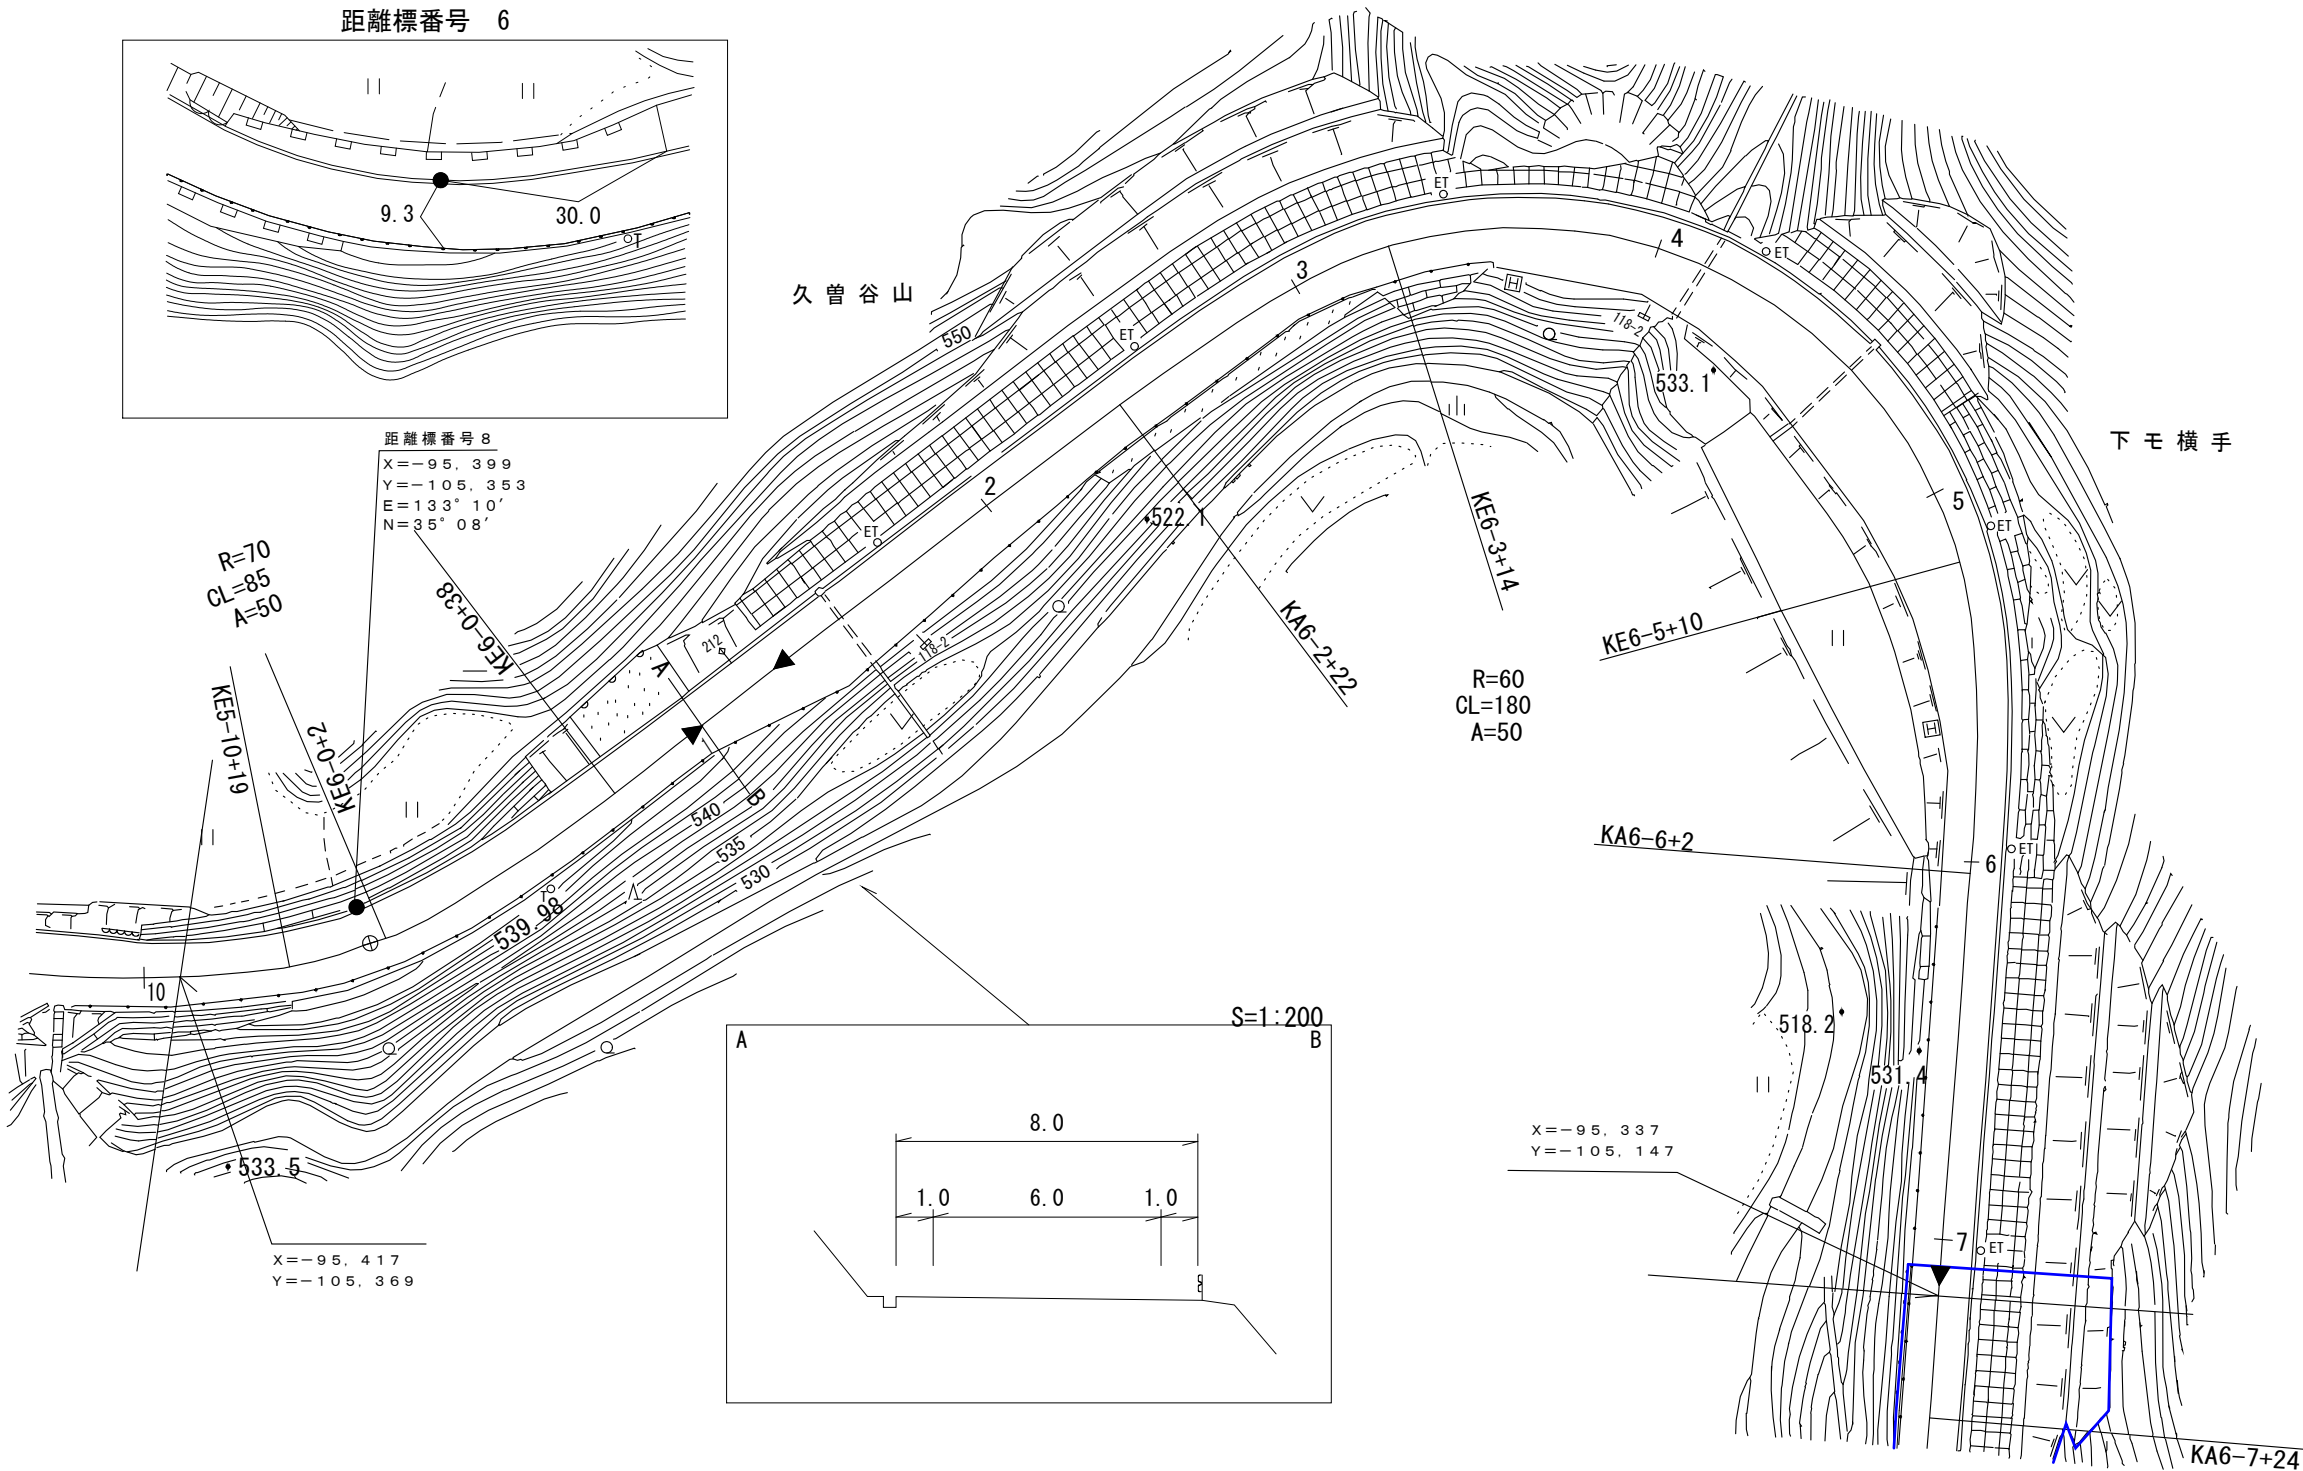 距離標番号 6
9.3
30.0
T
久曽谷山
550
距離標番号8
X=-95, 399
Y=-105, 353
E=133°10′
N=35°08′
R=70
CL=85
A=50
KE5-10+19
KE6-0+2
KE6-0+38
212
A
B
118-2
ET
ET
ET
ET
ET
ET
ET
2
3
4
5
6
7
10
H
H
118-2
533.1
522.1
下モ横手
KA6-2+22
KE6-3+14
KE6-5+10
R=60
CL=180
A=50
KA6-6+2
540
535
530
T
539.98
533.5
X=-95, 417
Y=-105, 369
S=1:200
A
B
8.0
1.0
6.0
1.0
518.2
531.4
X=-95, 337
Y=-105, 147
KA6-7+24